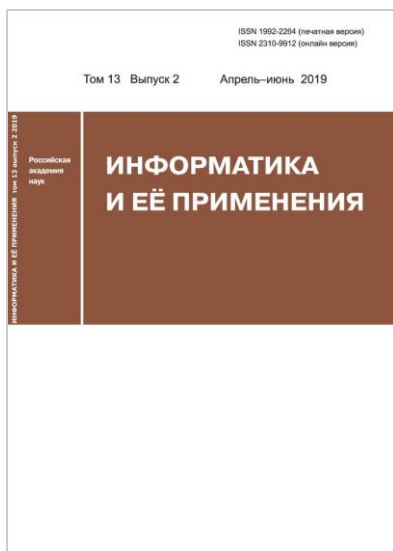 ISSN 1992-2264 (печатная версия)
ISSN 2310-9912 (онлайн версия)
Том 13 Выпуск 2 Апрель–июнь 2019
Российская
академия
наук
ИНФОРМАТИКА
И ЕЁ ПРИМЕНЕНИЯ
ИНФОРМАТИКА И ЕЁ ПРИМЕНЕНИЯ том 13 выпуск 2 2019